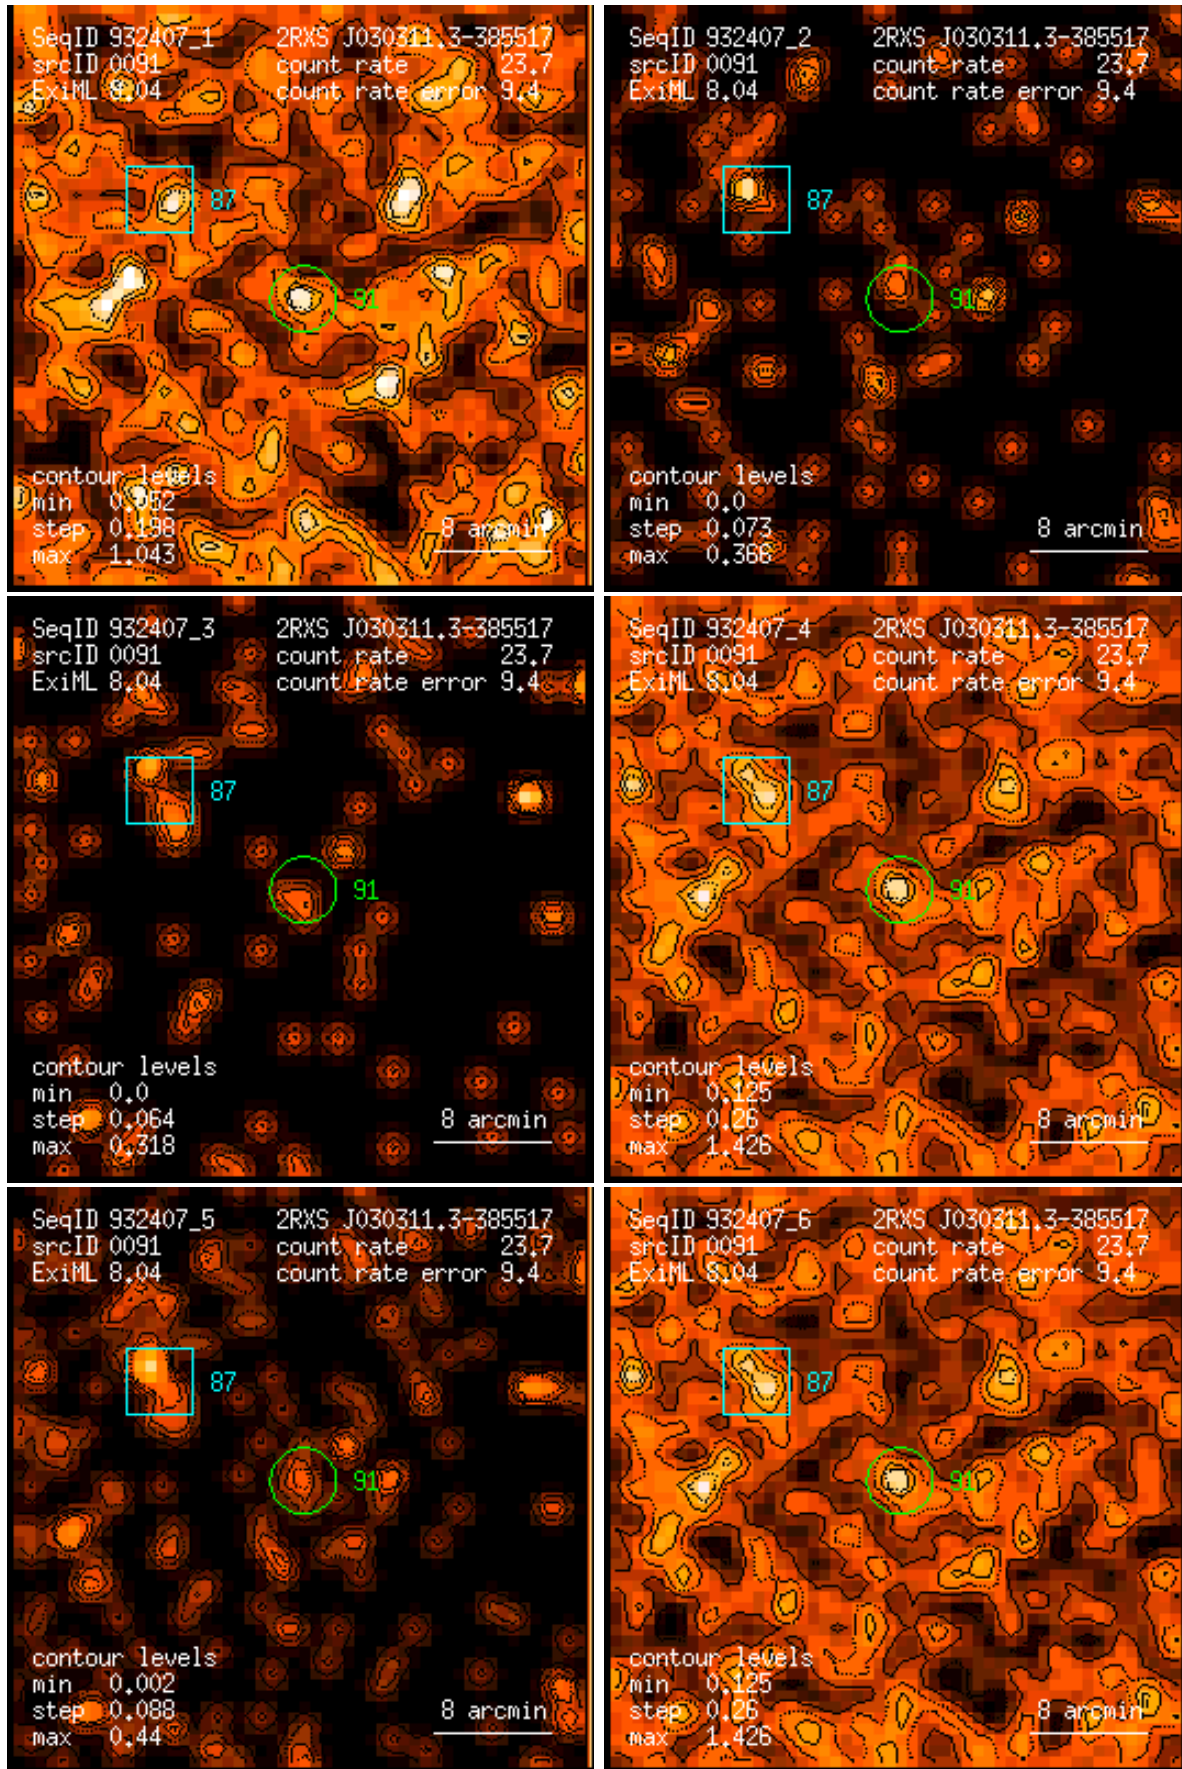 SeqID 932407_1 2RXS J030311.3-385517
srcID 0091 count rate 23.7
ExiML 8.04 count rate error 9.4
87
91
contour levels
min 0.052
step 0.198 8 arcmin
max 1.043
SeqID 932407_2 2RXS J030311.3-385517
srcID 0091 count rate 23.7
ExiML 8.04 count rate error 9.4
87
91
contour levels
min 0.0
step 0.073 8 arcmin
max 0.366
SeqID 932407_3 2RXS J030311.3-385517
srcID 0091 count rate 23.7
ExiML 8.04 count rate error 9.4
87
91
contour levels
min 0.0
step 0.064 8 arcmin
max 0.318
SeqID 932407_4 2RXS J030311.3-385517
srcID 0091 count rate 23.7
ExiML 8.04 count rate error 9.4
87
91
contour levels
min 0.125
step 0.26 8 arcmin
max 1.426
SeqID 932407_5 2RXS J030311.3-385517
srcID 0091 count rate 23.7
ExiML 8.04 count rate error 9.4
87
91
contour levels
min 0.002
step 0.088 8 arcmin
max 0.44
SeqID 932407_6 2RXS J030311.3-385517
srcID 0091 count rate 23.7
ExiML 8.04 count rate error 9.4
87
91
contour levels
min 0.125
step 0.26 8 arcmin
max 1.426